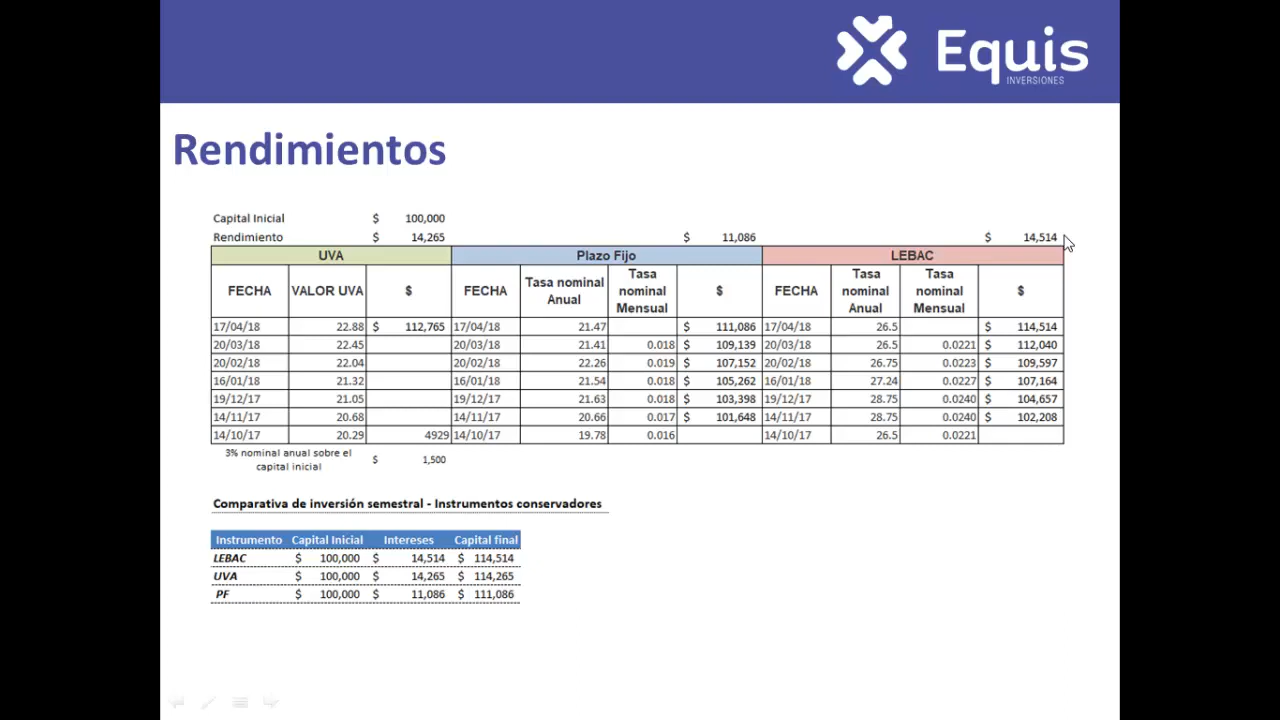 Equis
INVERSIONES
Rendimientos
Capital Inicial $ 100,000
Rendimiento $ 14,265 $ 11,086 $ 14,514
UVA Plazo Fijo LEBAC
FECHA VALOR UVA $ FECHA Tasa nominal Anual Tasa nominal Mensual $ FECHA Tasa nominal Anual Tasa nominal Mensual $
17/04/18 22.88 $ 112,765 17/04/18 21.47 $ 111,086 17/04/18 26.5 $ 114,514
20/03/18 22.45 20/03/18 21.41 0.018 $ 109,139 20/03/18 26.5 0.0221 $ 112,040
20/02/18 22.04 20/02/18 22.26 0.019 $ 107,152 20/02/18 26.75 0.0223 $ 109,597
16/01/18 21.32 16/01/18 21.54 0.018 $ 105,262 16/01/18 27.24 0.0227 $ 107,164
19/12/17 21.05 19/12/17 21.63 0.018 $ 103,398 19/12/17 28.75 0.0240 $ 104,657
14/11/17 20.68 14/11/17 20.66 0.017 $ 101,648 14/11/17 28.75 0.0240 $ 102,208
14/10/17 20.29 4929 14/10/17 19.78 0.016 14/10/17 26.5 0.0221
3% nominal anual sobre el
capital inicial $ 1,500
Comparativa de inversión semestral - Instrumentos conservadores
Instrumento Capital Inicial Intereses Capital final
LEBAC $ 100,000 $ 14,514 $ 114,514
UVA $ 100,000 $ 14,265 $ 114,265
PF $ 100,000 $ 11,086 $ 111,086